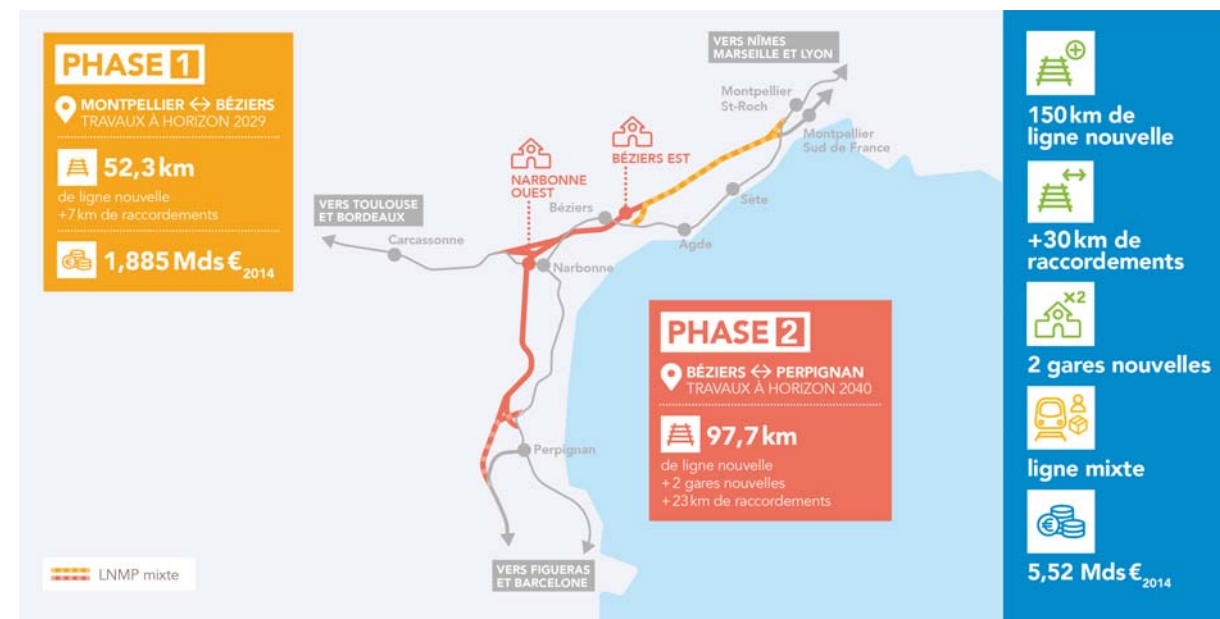 PHASE 1
MONTPELLIER ↔ BÉZIERS
TRAVAUX À HORIZON 2029
52,3 km
de ligne nouvelle
+7 km de raccordements
1,885 Mds €2014
VERS NÎMES
MARSEILLE ET LYON
Montpellier
St-Roch
Montpellier
Sud de France
BÉZIERS EST
NARBONNE
OUEST
VERS TOULOUSE
ET BORDEAUX
Béziers
Sète
Agde
Carcassonne
Narbonne
Perpignan
VERS FIGUERAS
ET BARCELONE
PHASE 2
BÉZIERS ↔ PERPIGNAN
TRAVAUX À HORIZON 2040
97,7 km
de ligne nouvelle
+2 gares nouvelles
+23 km de raccordements
LNMP mixte
150 km de
ligne nouvelle
+30 km de
raccordements
X2
2 gares nouvelles
ligne mixte
5,52 Mds €2014